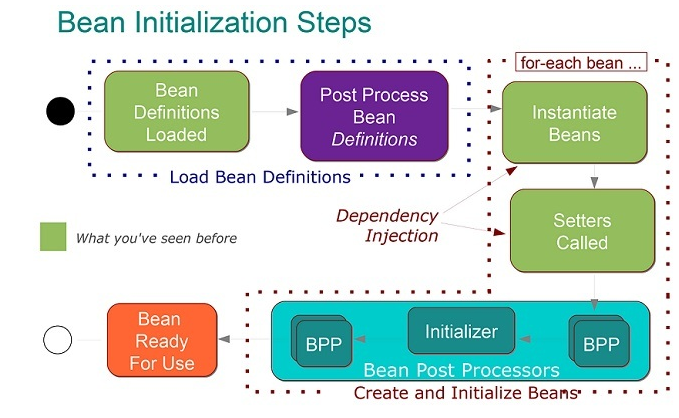 Bean Initialization Steps
for-each bean ...
Bean
Definitions
Loaded
Post Process
Bean
Definitions
Instantiate
Beans
Load Bean Definitions
Dependency
Injection
Setters
Called
What you've seen before
Bean
Ready
For Use
BPP
Initializer
BPP
Bean Post Processors
Create and Initialize Beans